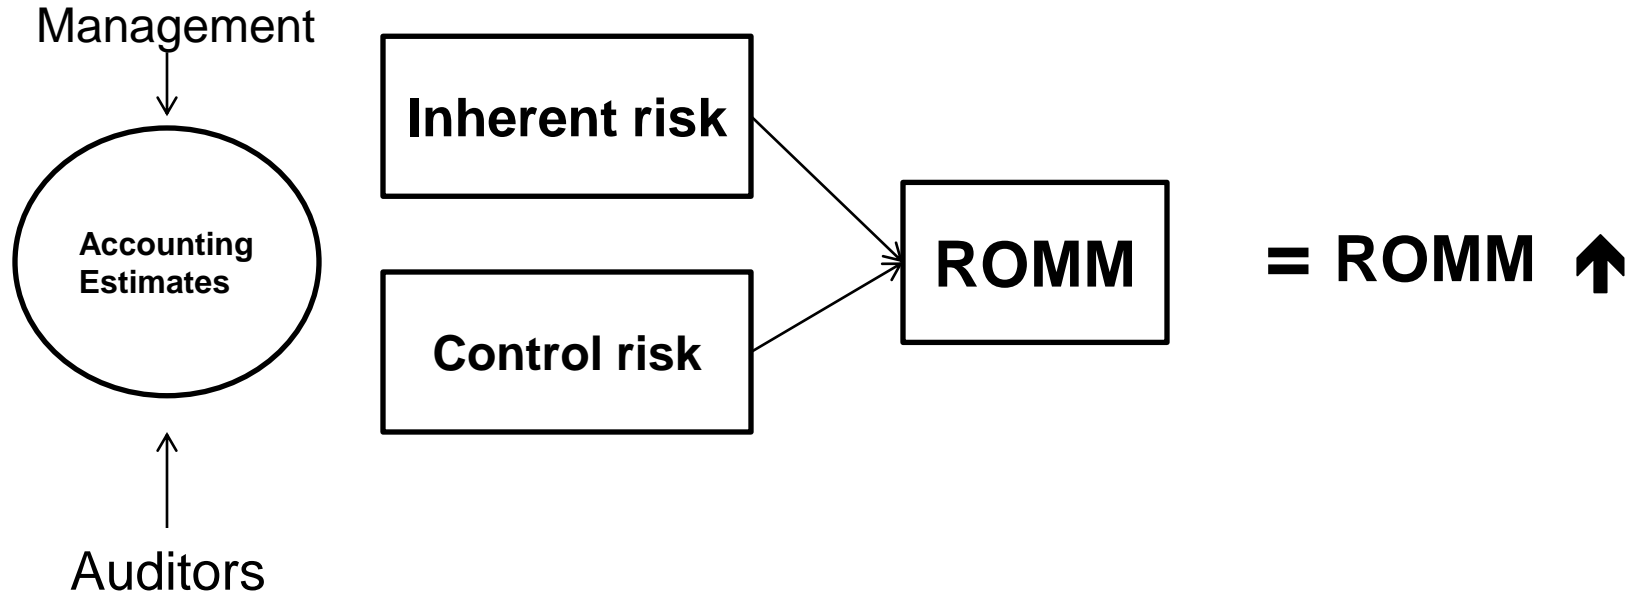 Management
Accounting
Estimates
Auditors
Inherent risk
Control risk
ROMM
= ROMM ↑